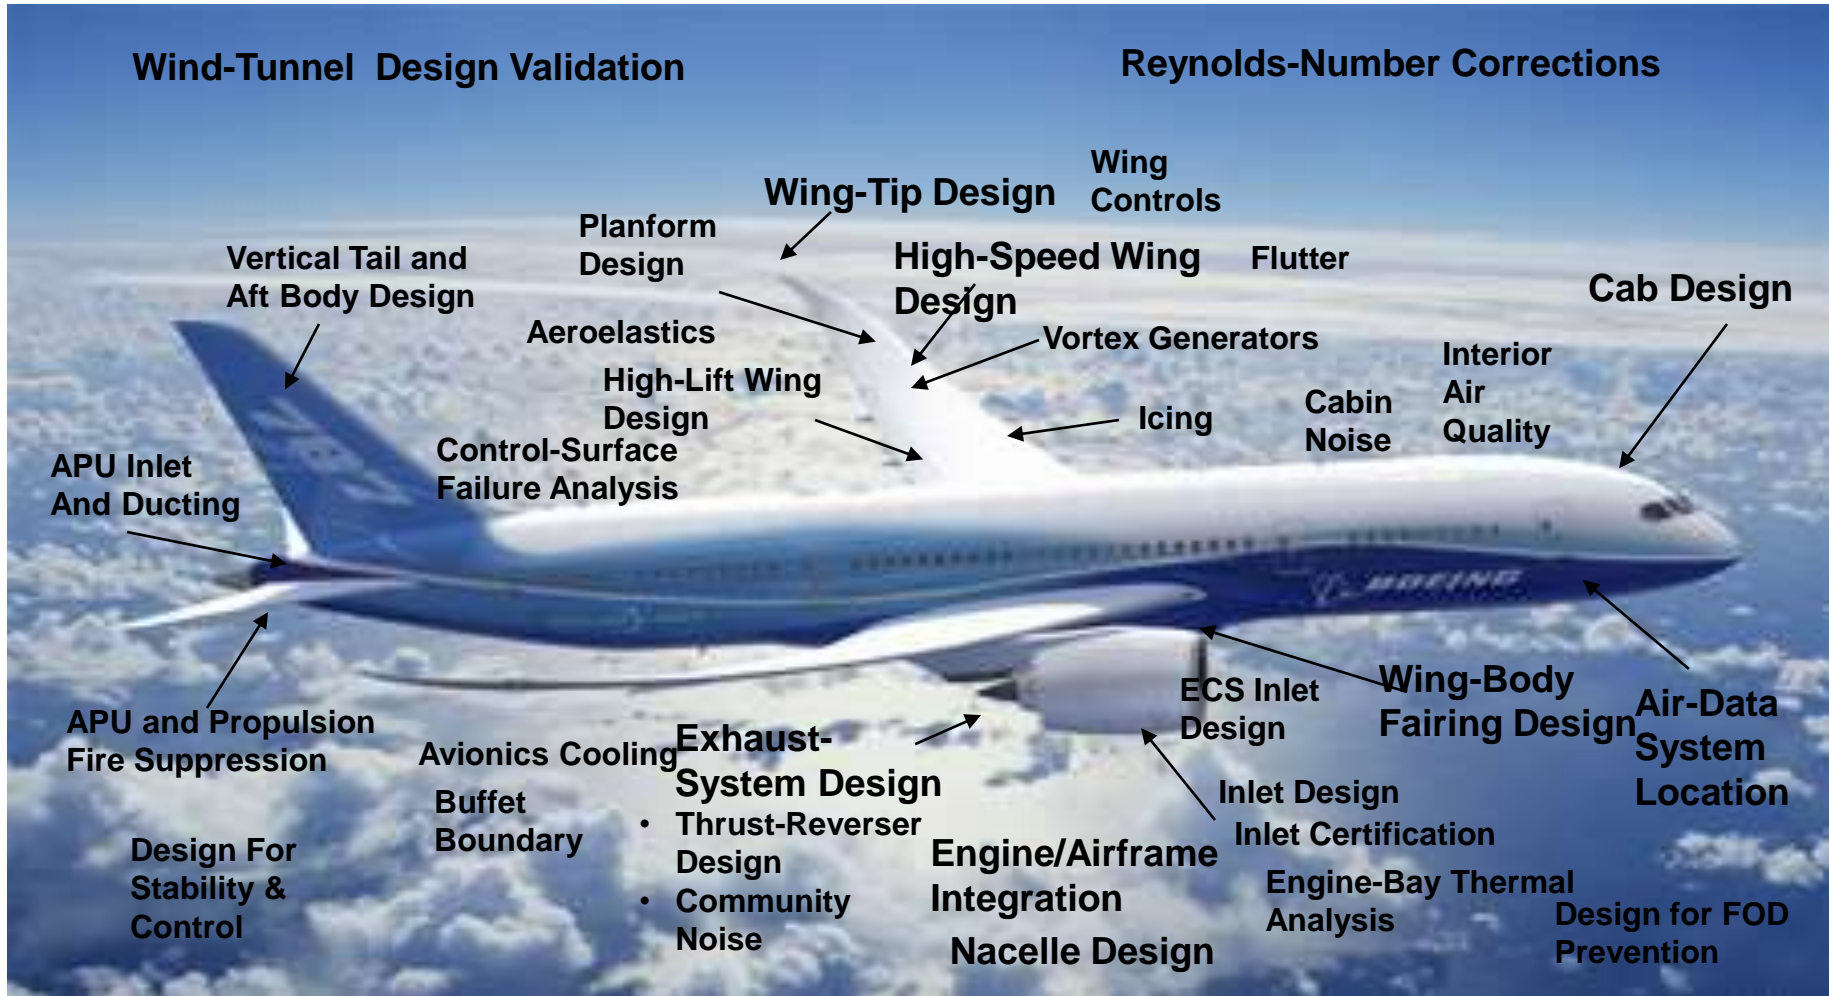 Wind-Tunnel  Design Validation
Reynolds-Number Corrections
Wing
Controls
Wing-Tip Design
Planform
Design
High-Speed Wing
Design
Flutter
Vertical Tail and
Aft Body Design
Cab Design
Aeroelastics
Vortex Generators
Interior
Air
Quality
High-Lift Wing
Design
Cabin
Noise
Icing
Control-Surface
Failure Analysis
APU Inlet
And Ducting
787
BOEING
Wing-Body
Fairing Design
ECS Inlet
Design
Air-Data
System
Location
APU and Propulsion
Fire Suppression
Avionics Cooling
Exhaust-
System Design
• Thrust-Reverser
Design
• Community
Noise
Buffet
Boundary
Inlet Design
Inlet Certification
Design For
Stability &
Control
Engine/Airframe
Integration
Engine-Bay Thermal
Analysis
Design for FOD
Prevention
Nacelle Design